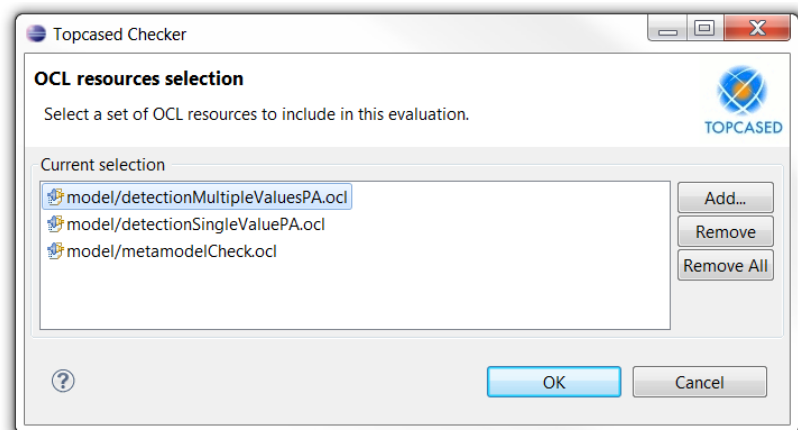 Topcased Checker
OCL resources selection
Select a set of OCL resources to include in this evaluation.
TOPCASED
Current selection
model/detectionMultipleValuesPA.ocl
model/detectionSingleValuePA.ocl
model/metamodelCheck.ocl
Add...
Remove
Remove All
?
OK
Cancel